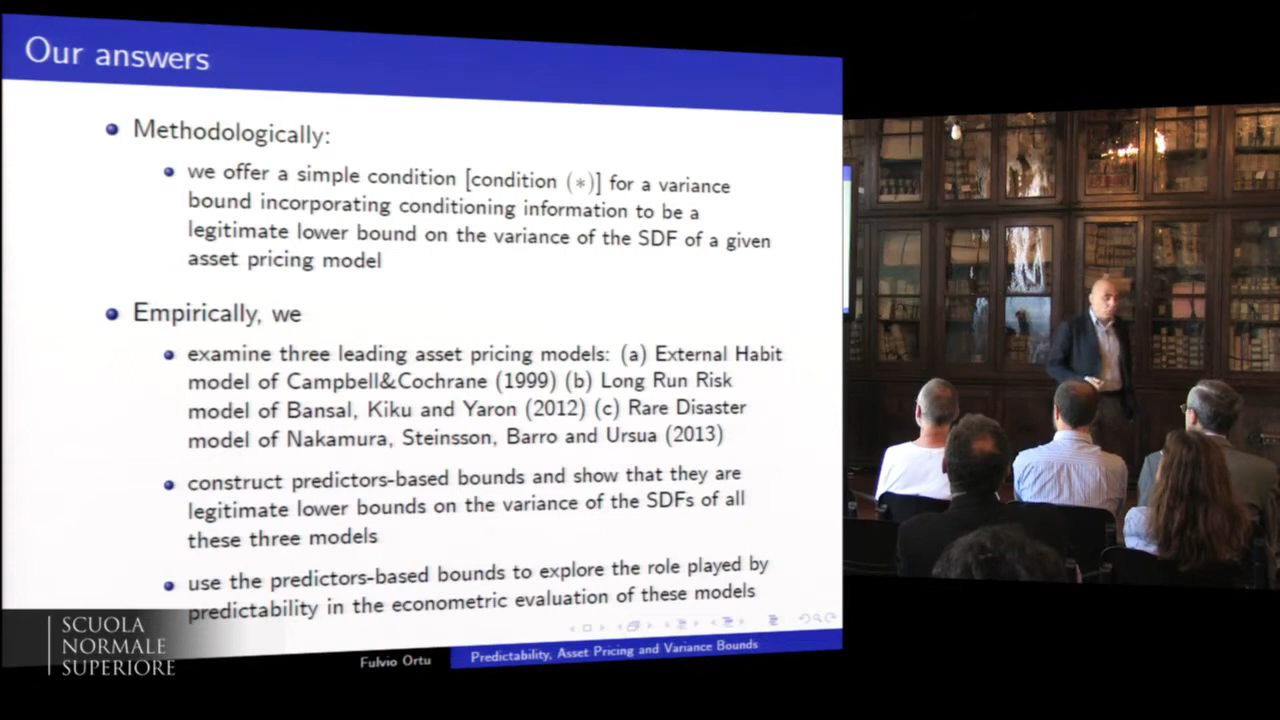 Our answers
Methodologically:
we offer a simple condition [condition (∗)] for a variance
bound incorporating conditioning information to be a
legitimate lower bound on the variance of the SDF of a given
asset pricing model
Empirically, we
examine three leading asset pricing models: (a) External Habit
model of Campbell&Cochrane (1999) (b) Long Run Risk
model of Bansal, Kiku and Yaron (2012) (c) Rare Disaster
model of Nakamura, Steinsson, Barro and Ursua (2013)
construct predictors-based bounds and show that they are
legitimate lower bounds on the variance of the SDFs of all
these three models
use the predictors-based bounds to explore the role played by
predictability in the econometric evaluation of these models
Fulvio Ortu
Predictability, Asset Pricing and Variance Bounds
SCUOLA
NORMALE
SUPERIORE